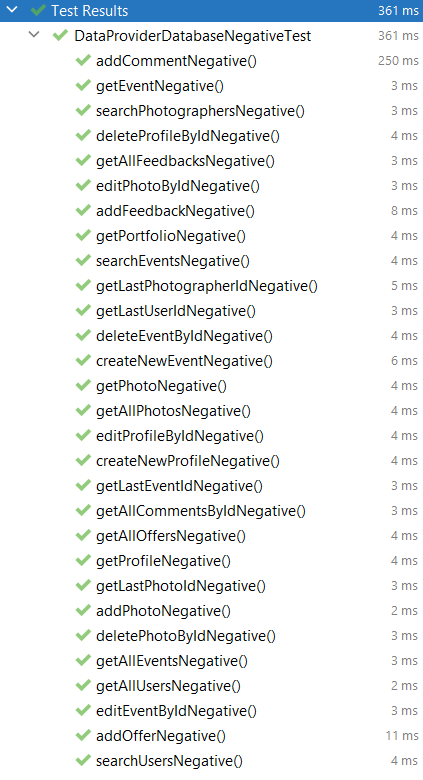 Test Results 361 ms
DataProviderDatabaseNegativeTest 361 ms
addCommentNegative() 250 ms
getEventNegative() 3 ms
searchPhotographersNegative() 3 ms
deleteProfileByIdNegative() 4 ms
getAllFeedbacksNegative() 3 ms
editPhotoByIdNegative() 3 ms
addFeedbackNegative() 8 ms
getPortfolioNegative() 4 ms
searchEventsNegative() 4 ms
getLastPhotographerIdNegative() 5 ms
getLastUserIdNegative() 3 ms
deleteEventByIdNegative() 4 ms
createNewEventNegative() 6 ms
getPhotoNegative() 4 ms
getAllPhotosNegative() 4 ms
editProfileByIdNegative() 4 ms
createNewProfileNegative() 4 ms
getLastEventIdNegative() 3 ms
getAllCommentsByIdNegative() 3 ms
getAllOffersNegative() 4 ms
getProfileNegative() 4 ms
getLastPhotoIdNegative() 3 ms
addPhotoNegative() 2 ms
deletePhotoByIdNegative() 3 ms
getAllEventsNegative() 3 ms
getAllUsersNegative() 2 ms
editEventByIdNegative() 3 ms
addOfferNegative() 11 ms
searchUsersNegative() 4 ms